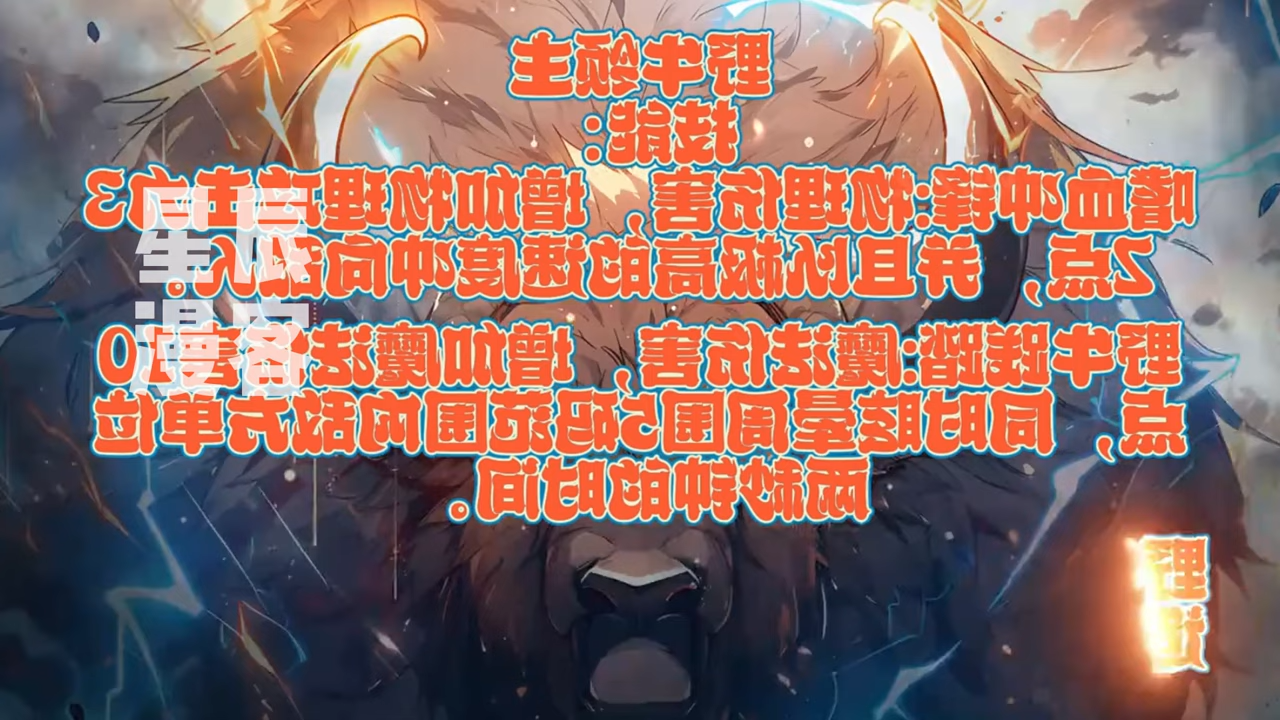 野牛领主
技能:
嗜血冲锋:物理伤害,增加物理攻击力3
2点,并且以极高的速度冲向敌人。
野牛践踏:魔法伤害,增加魔法伤害10
点,同时眩晕周围5码范围内敌方单位
两秒钟的时间。
漫客